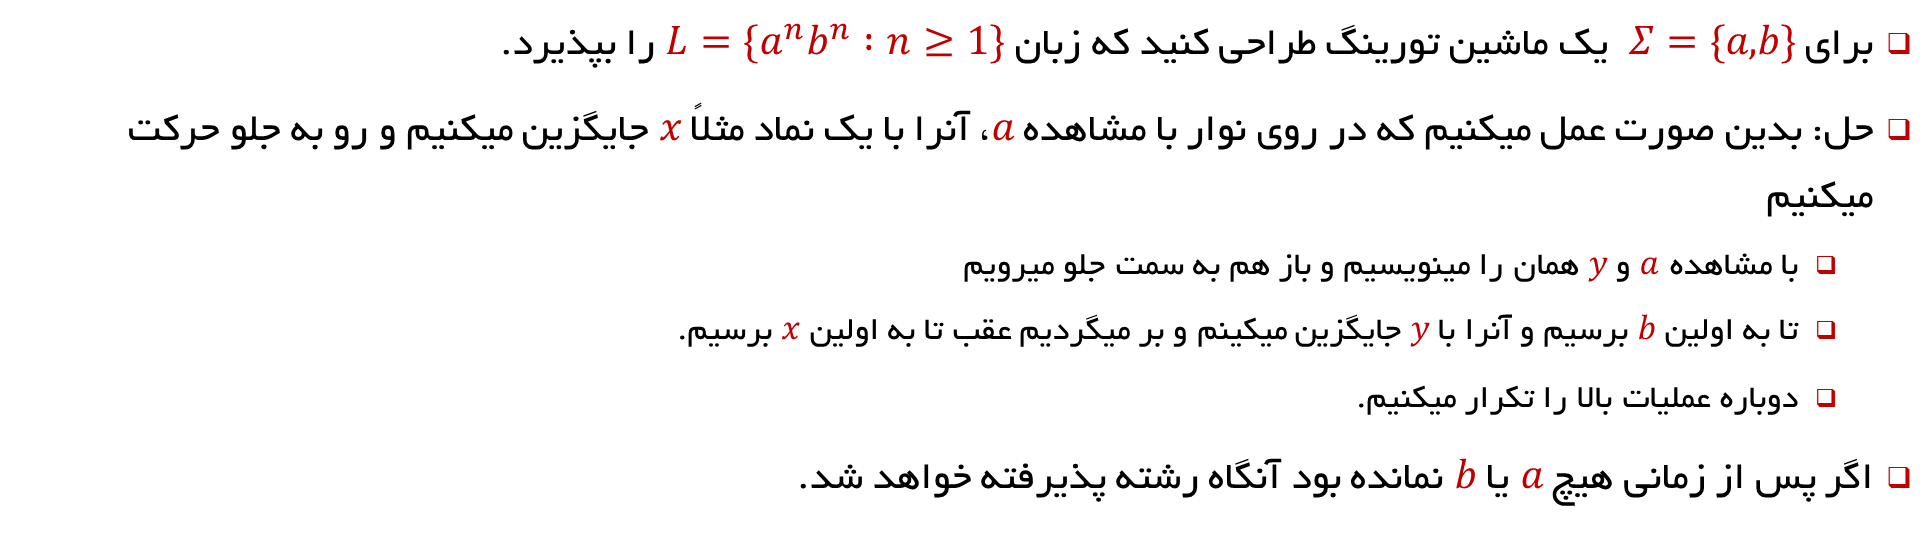 ❑ برای Σ = {a,b} یک ماشین تورینگ طراحی کنید که زبان L = {aⁿbⁿ : n ≥ 1} را بپذیرد.
❑ حل: بدین صورت عمل میکنیم که در روی نوار با مشاهده a، آنرا با یک نماد مثلاً x جایگزین میکنیم و رو به جلو حرکت
میکنیم
❑ با مشاهده a و y همان را مینویسیم و باز هم به سمت جلو میرویم
❑ تا به اولین b برسیم و آنرا با y جایگزین میکینم و بر میگردیم عقب تا به اولین x برسیم.
❑ دوباره عملیات بالا را تکرار میکنیم.
❑ اگر پس از زمانی هیچ a یا b نمانده بود آنگاه رشته پذیرفته خواهد شد.